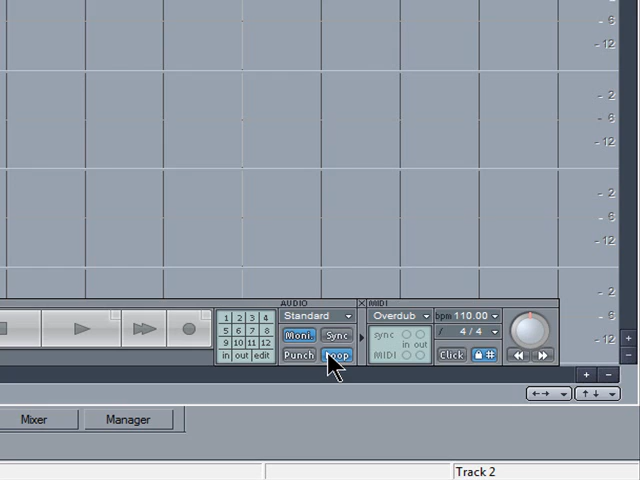 - 6
- 12
- 2
- 6
- 12
- 2
- 6
- 12
- 2
- 6
- 12
AUDIO
MIDI
1 2 3 4
5 6 7 8
9 10 11 12
in out edit
Standard
Moni
Sync
Punch
Loop
Overdub
sync
in out
MIDI
bpm 110.00
/ 4 / 4
Click
#
Mixer
Manager
Track 2